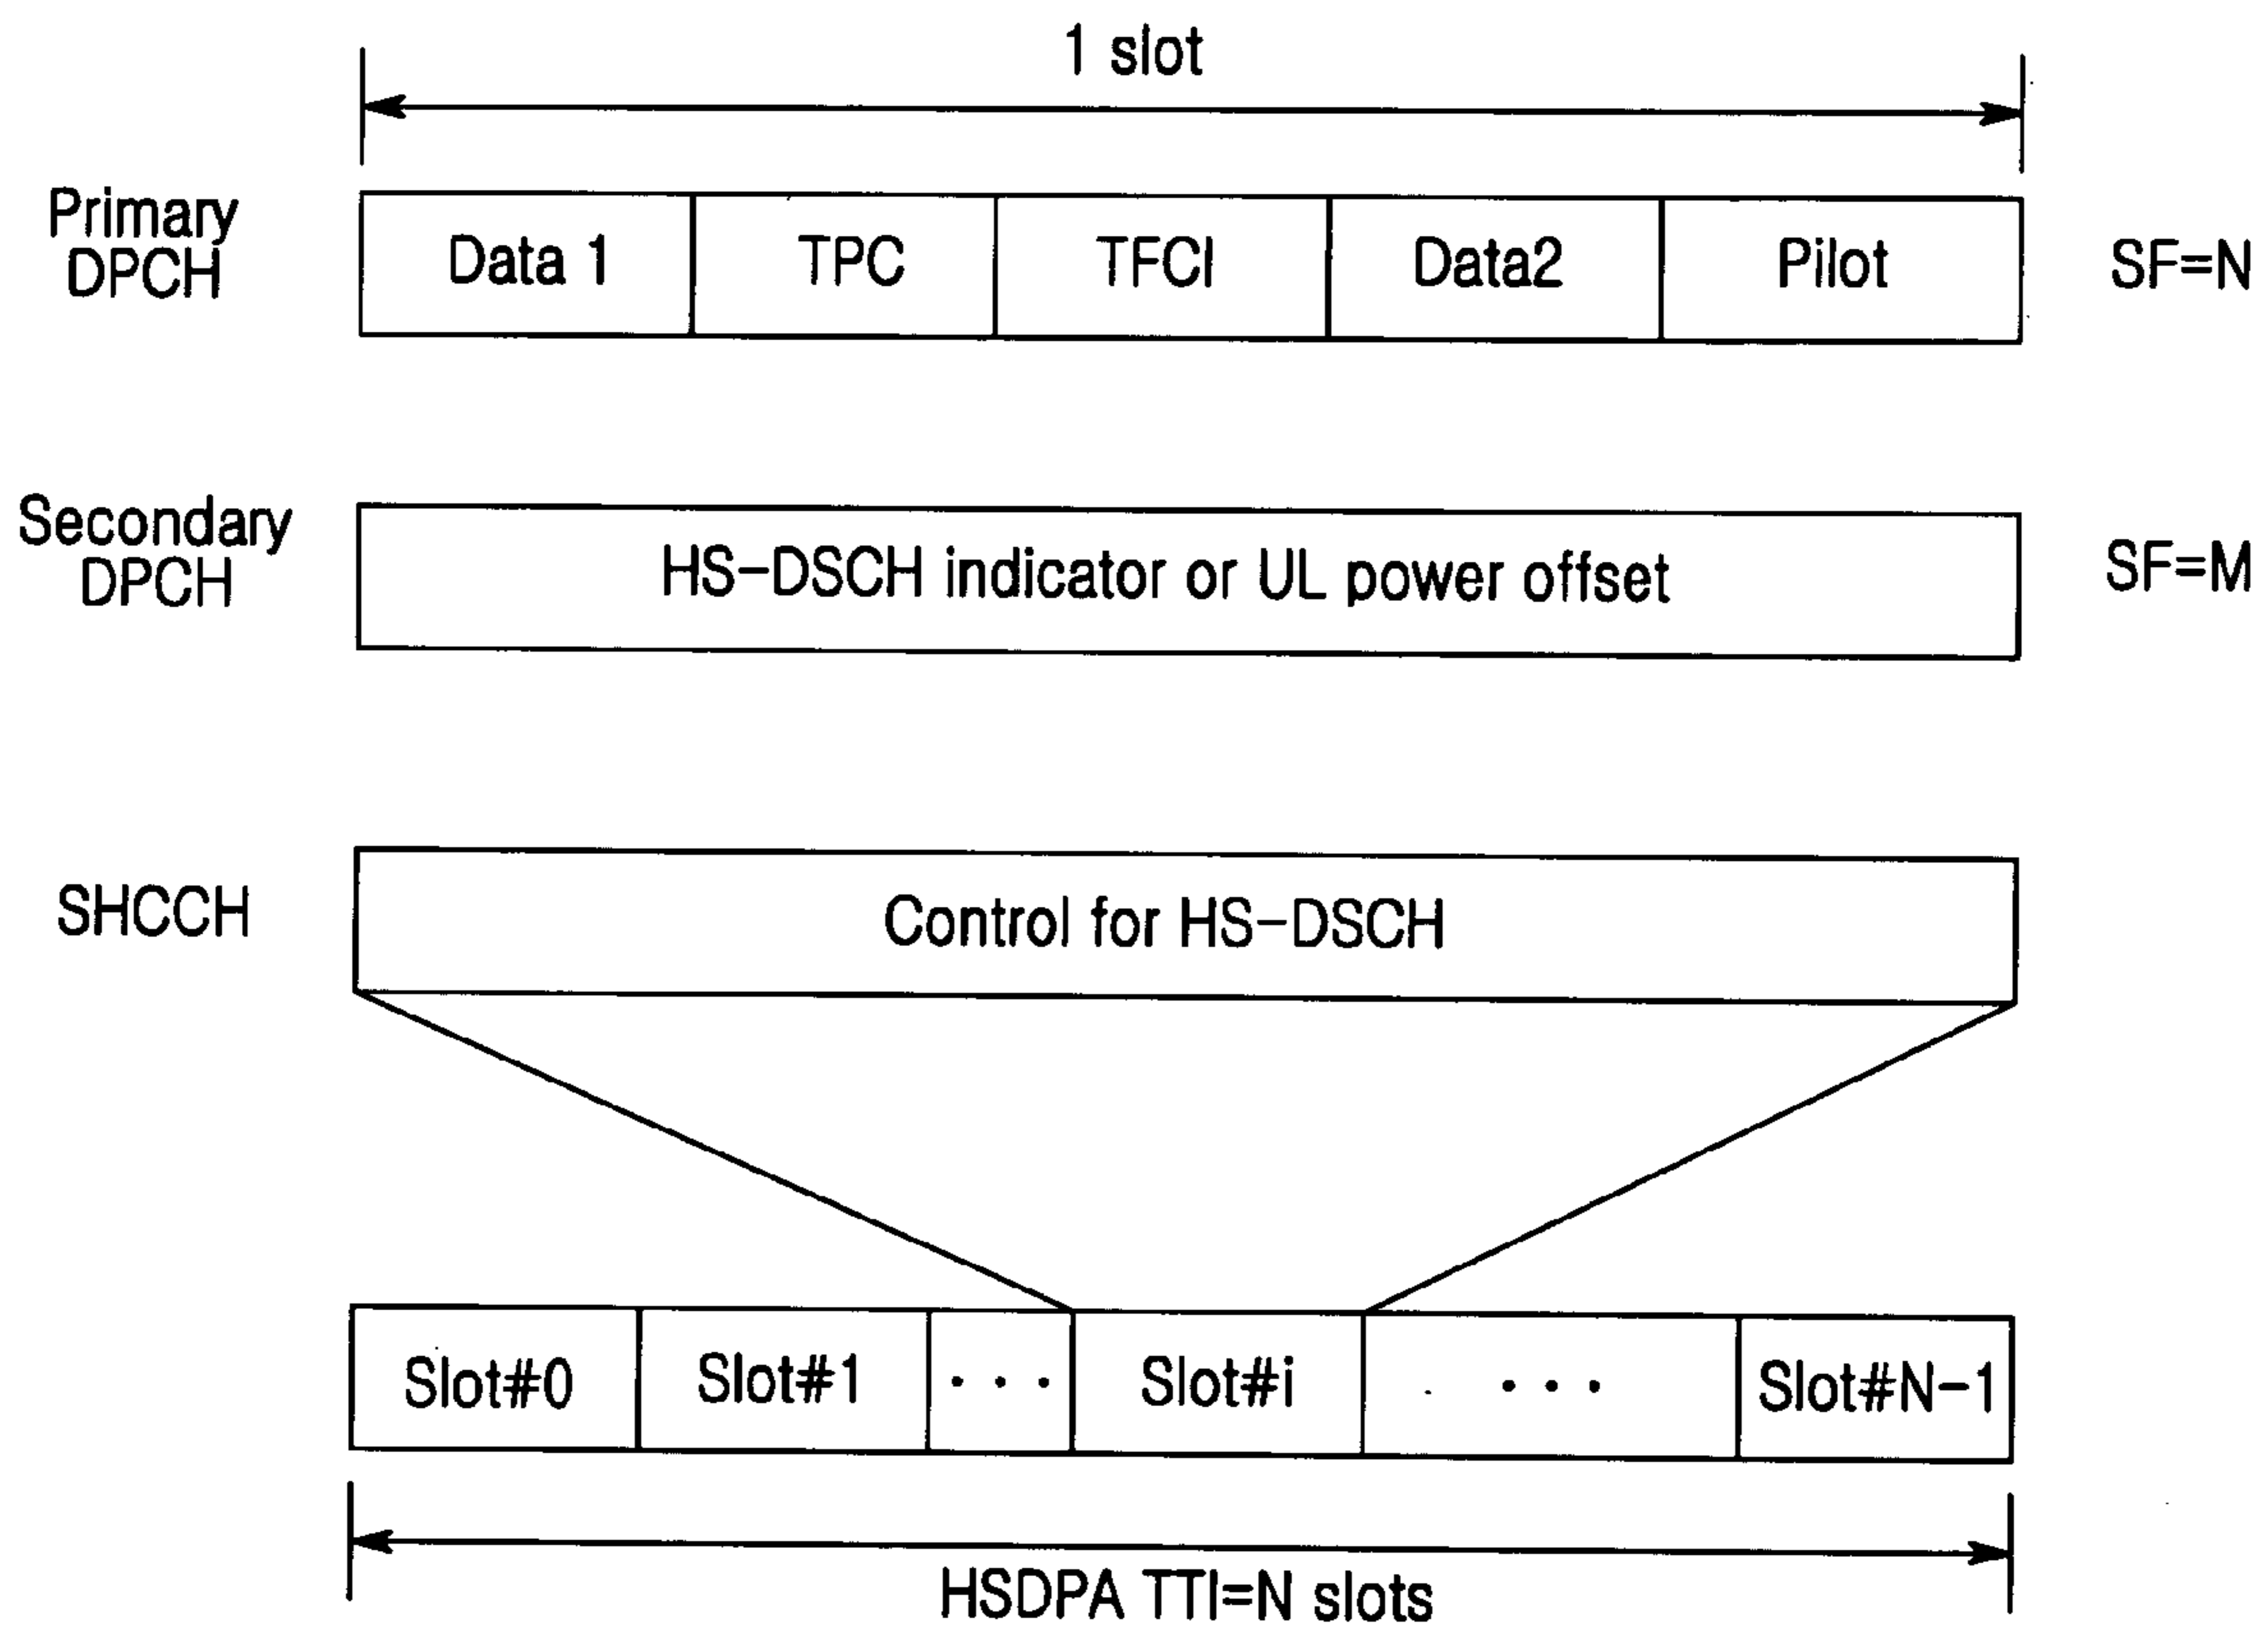 1 slot
Primary
DPCH
Data 1
TPC
TFCI
Data2
Pilot
SF=N
Secondary
DPCH
HS-DSCH indicator or UL power offset
SF=M
SHCCH
Control for HS-DSCH
Slot#0
Slot#1
...
Slot#i
...
Slot#N-1
HSDPA TTI=N slots